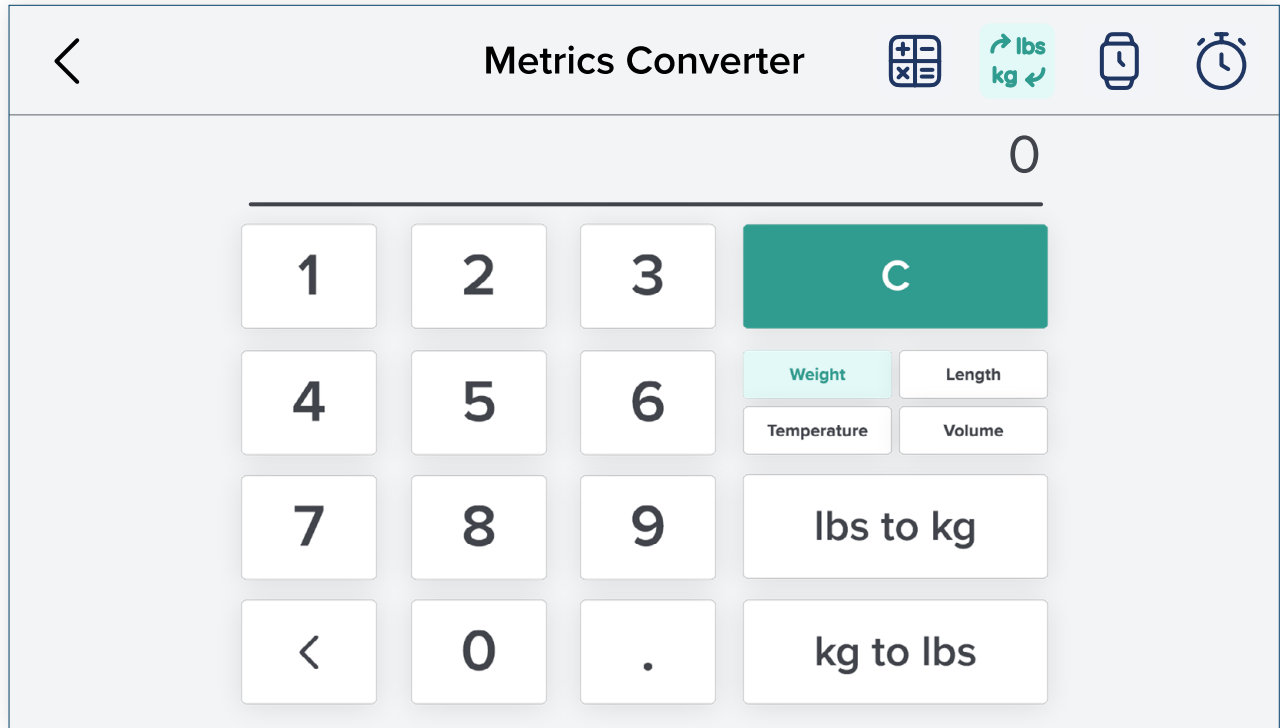 Metrics Converter
lbs
kg
0
1 2 3 C
Weight Length
4 5 6
Temperature Volume
7 8 9 lbs to kg
< 0 . kg to lbs